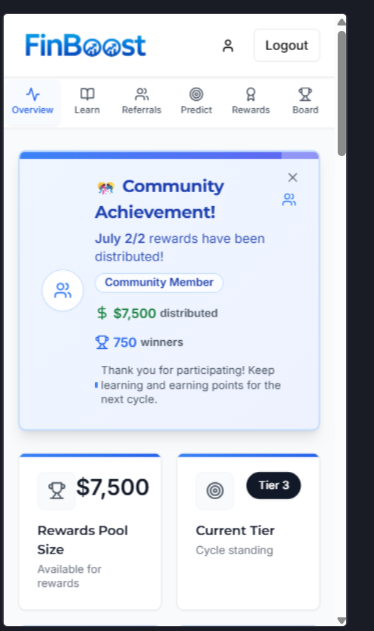 FinBoost
Logout
Overview Learn Referrals Predict Rewards Board
Community
Achievement!
July 2/2 rewards have been
distributed!
Community Member
$7,500 distributed
750 winners
Thank you for participating! Keep
learning and earning points for the
next cycle.
$7,500
Rewards Pool
Size
Available for
rewards
Tier 3
Current Tier
Cycle standing